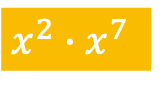 x² · x⁷